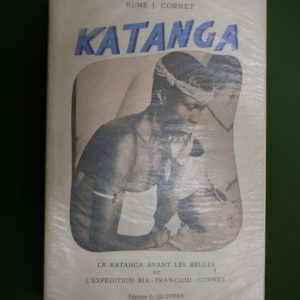 RENÉ J. CORNET
KATANGA
LE KATANGA AVANT LES BELGES
ET
L'EXPÉDITION BIA-FRANCQUI-CORNET
Éditions L. CUYPERS